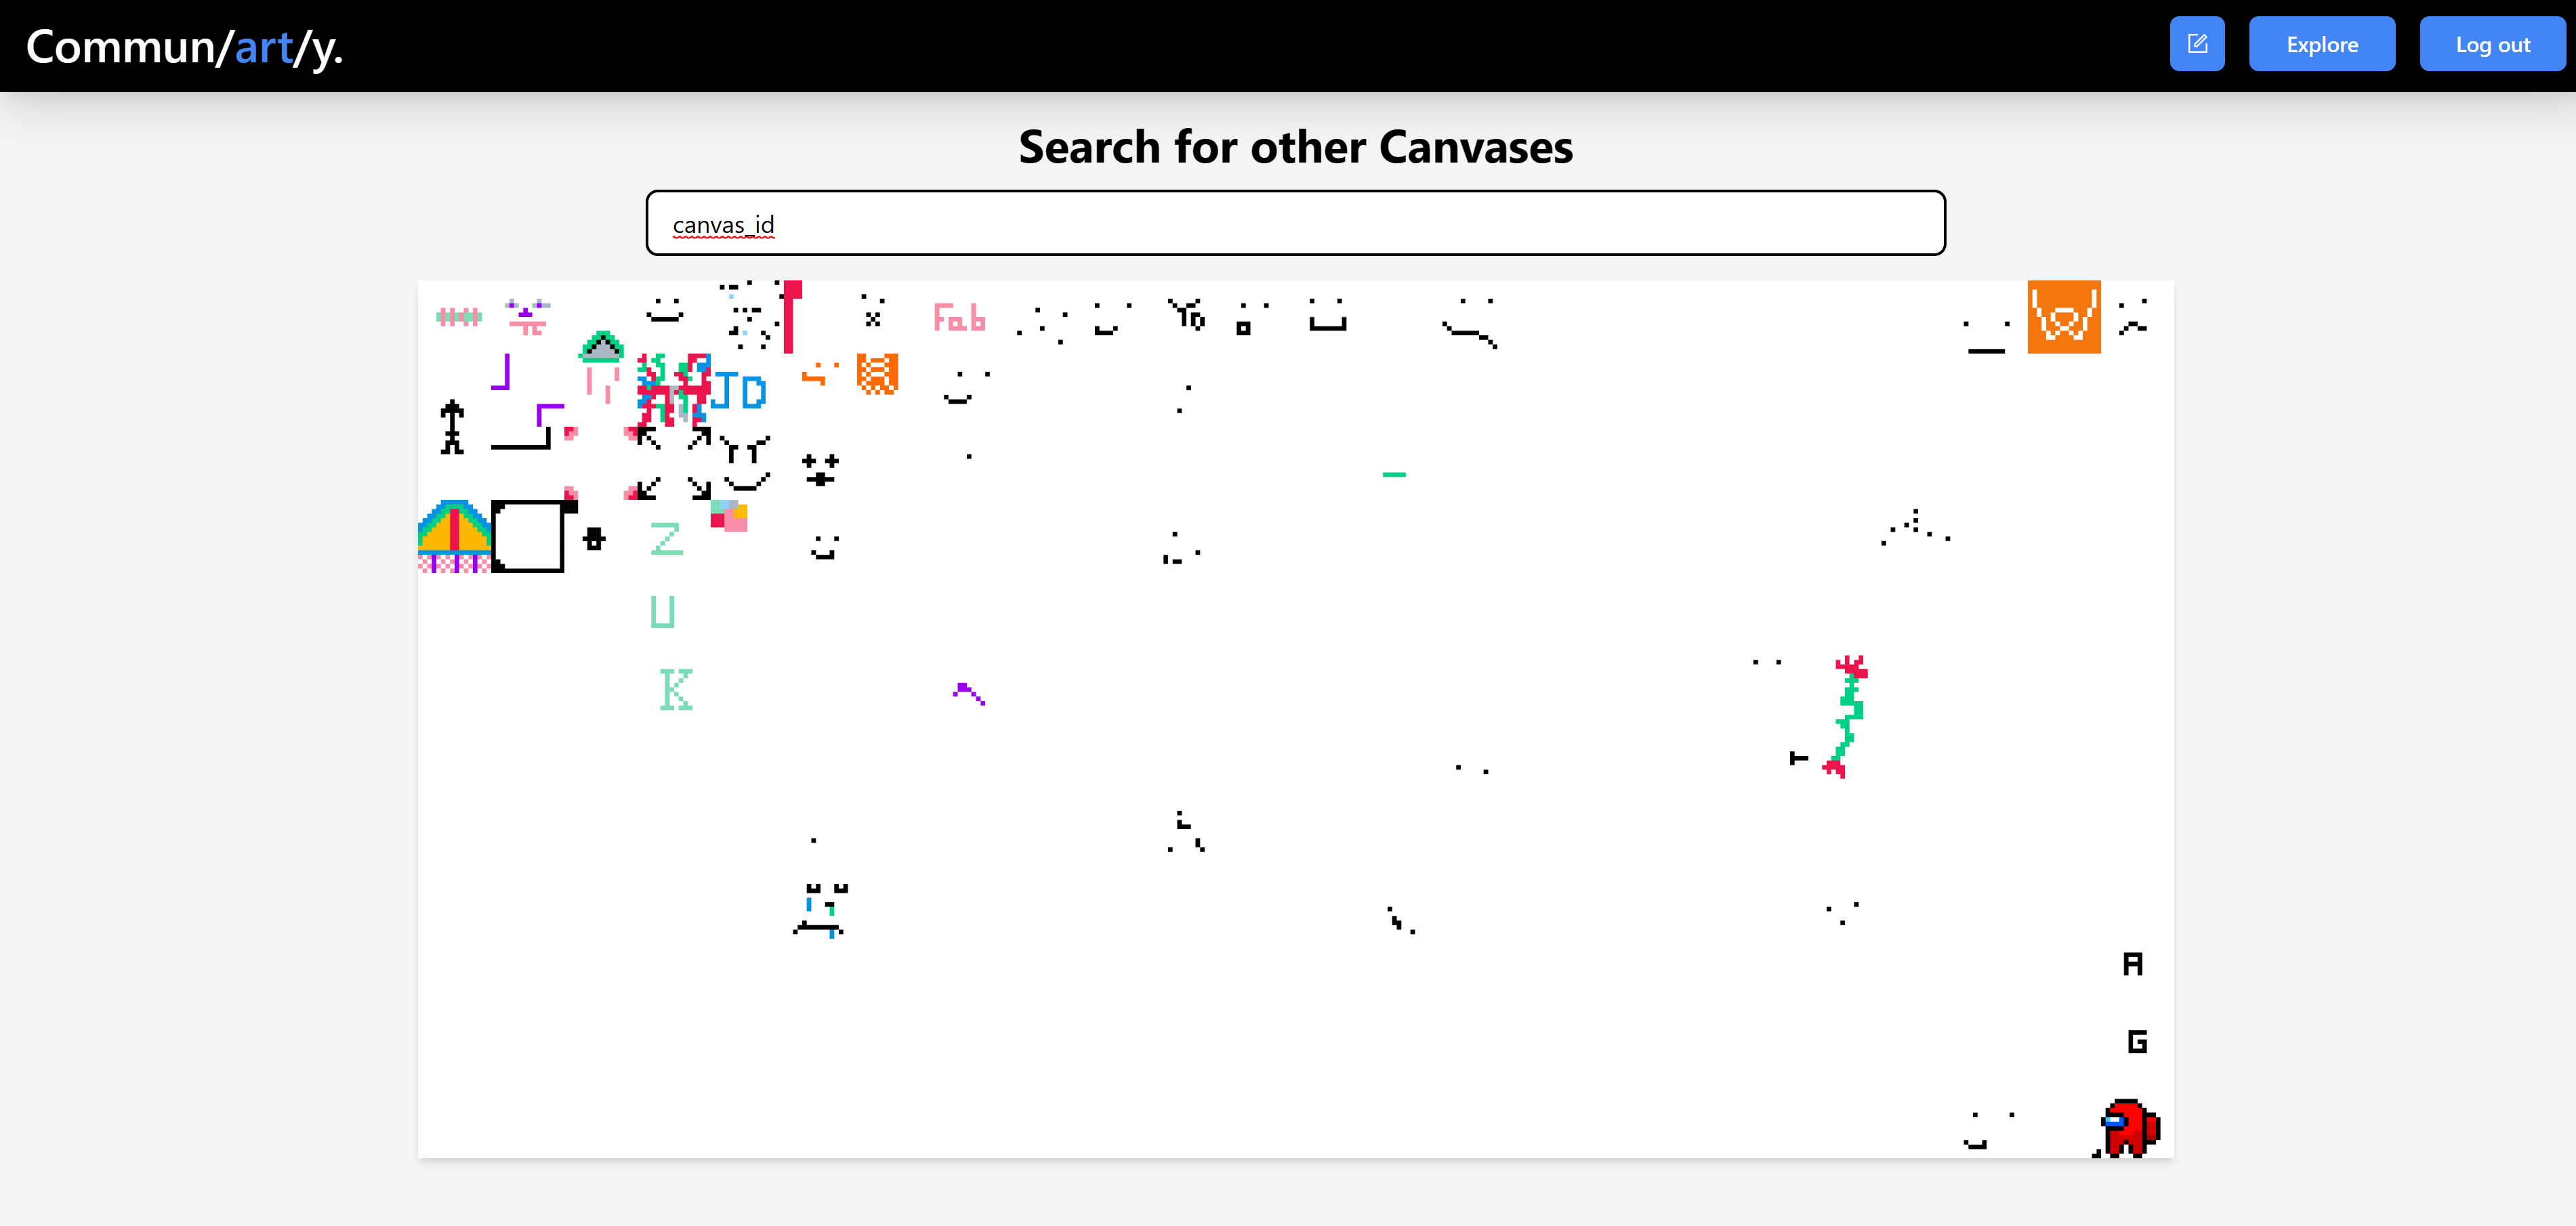 Commun/art/y.
Explore
Log out
Search for other Canvases
canvas_id
Fab
JD
Z
U
K
A
G